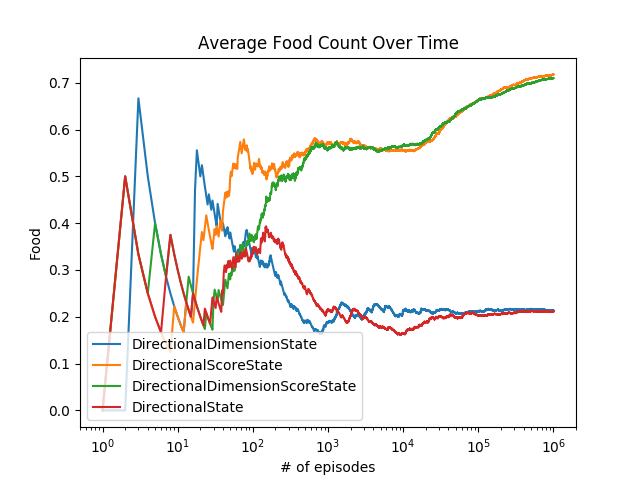 Average Food Count Over Time
Food
0.7
0.6
0.5
0.4
0.3
0.2
0.1
0.0
DirectionalDimensionState
DirectionalScoreState
DirectionalDimensionScoreState
DirectionalState
10⁰ 10¹ 10² 10³ 10⁴ 10⁵ 10⁶
# of episodes